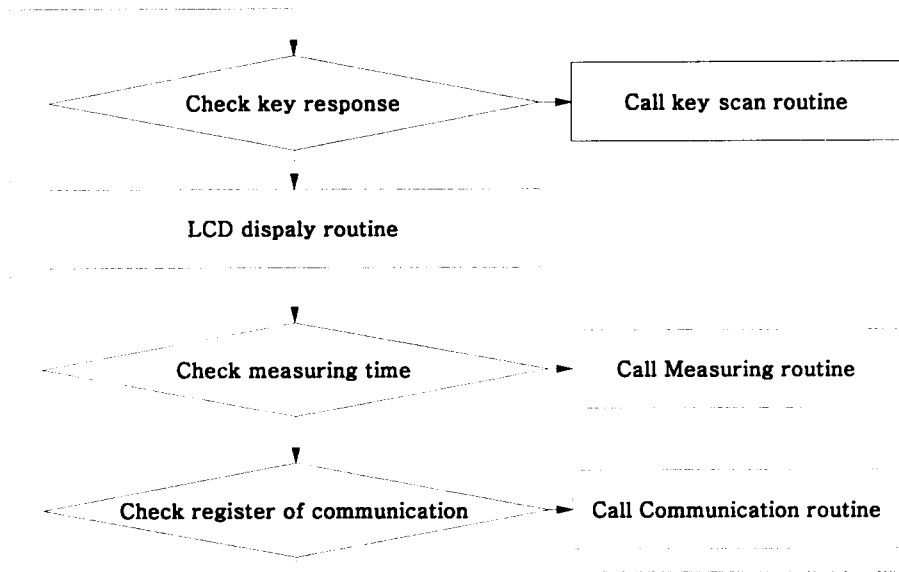 Check key response
Call key scan routine
LCD dispaly routine
Check measuring time
Call Measuring routine
Check register of communication
Call Communication routine